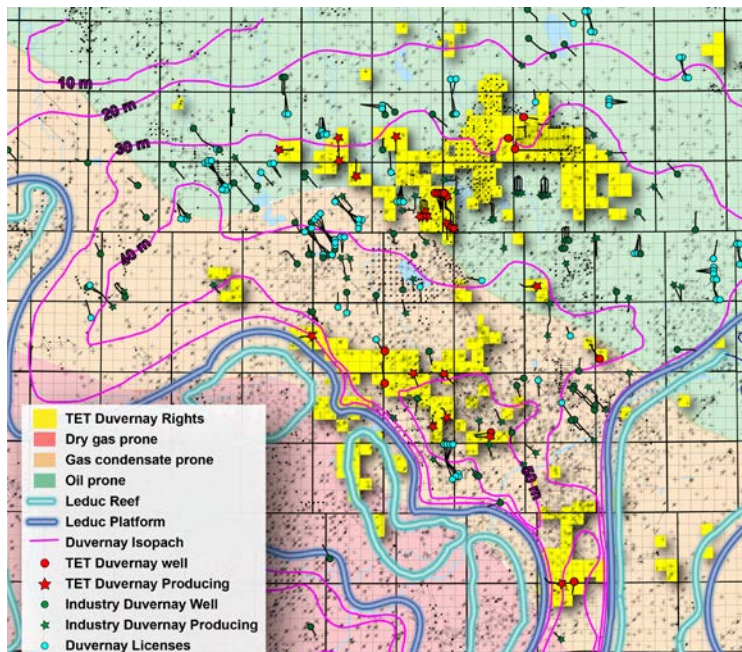 10 m
20 m
30 m
40 m
50 m
TET Duvernay Rights
Dry gas prone
Gas condensate prone
Oil prone
Leduc Reef
Leduc Platform
Duvernay Isopach
TET Duvernay well
TET Duvernay Producing
Industry Duvernay Well
Industry Duvernay Producing
Duvernay Licenses